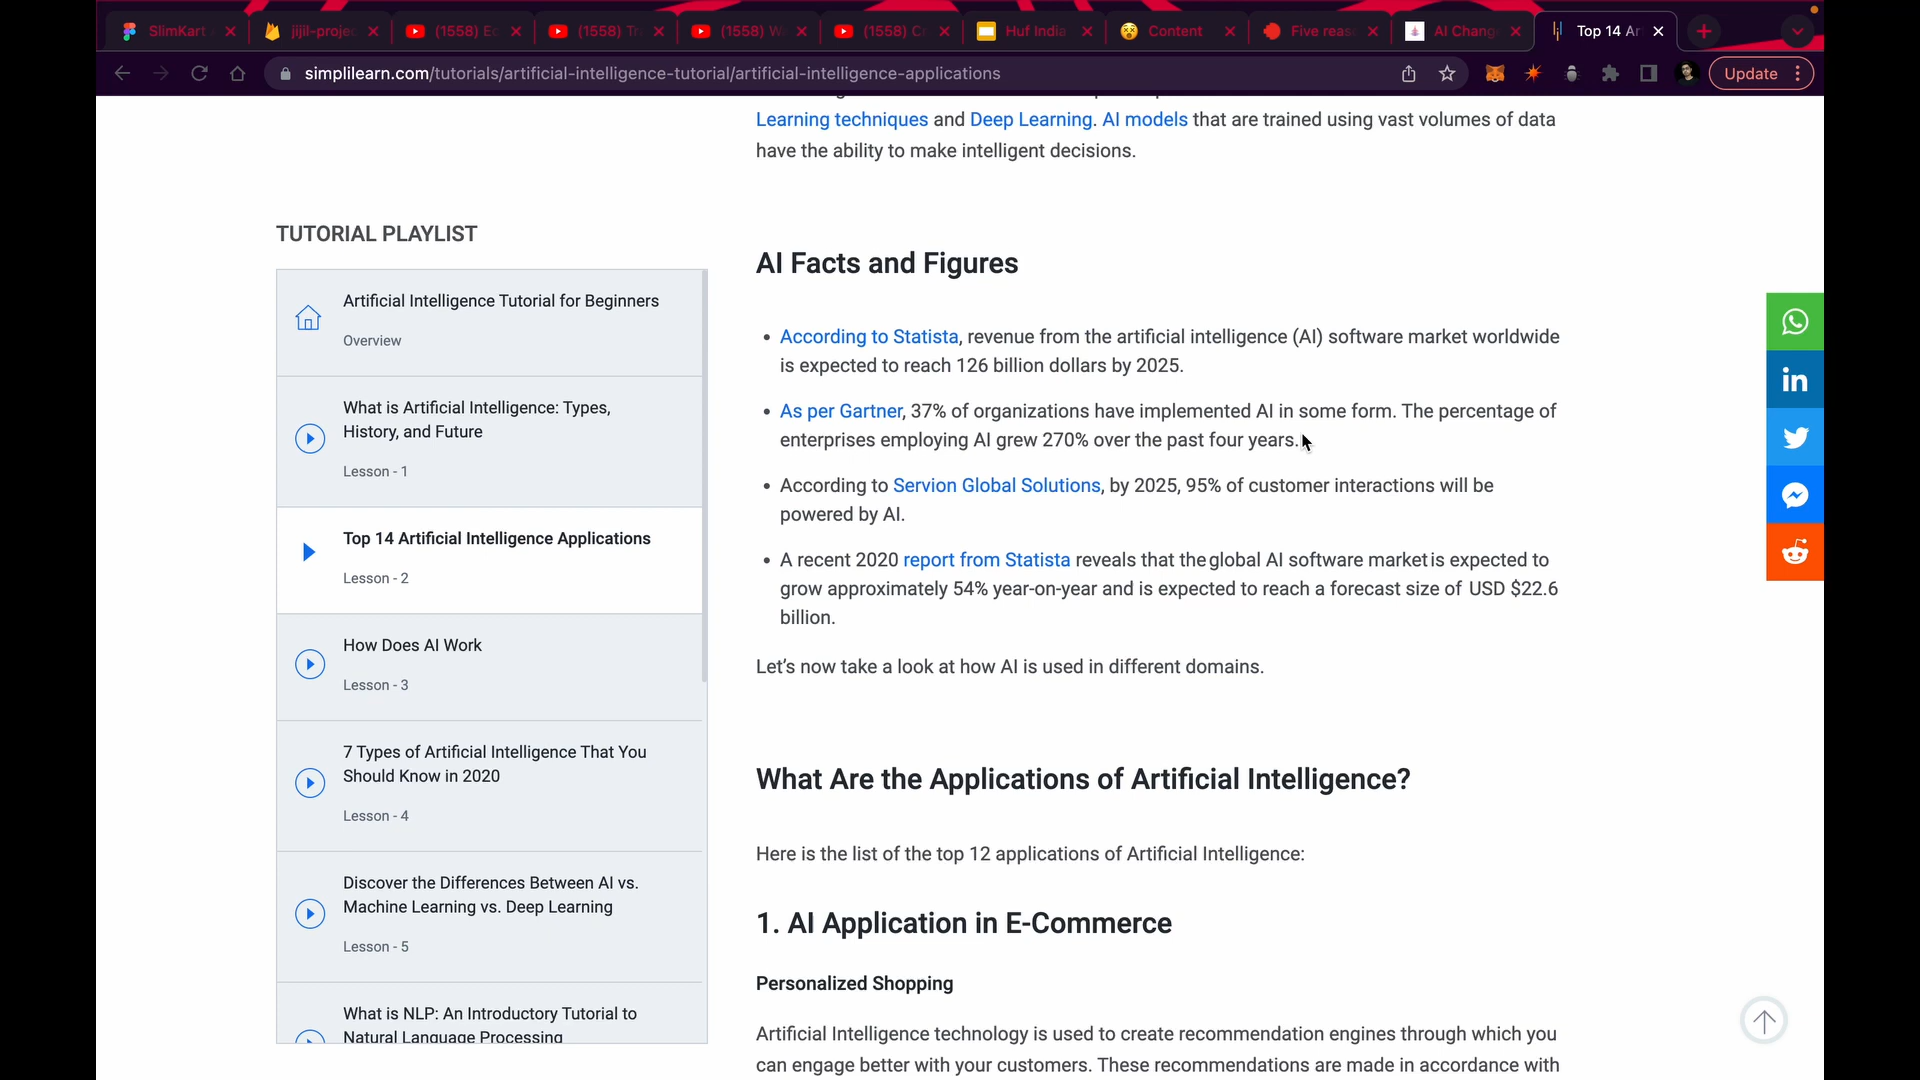 SlimKart
jijil-projec
(1558) Ec
(1558) Tr
(1558) W
(1558) C
Huf India
Content
Five reas
AI Chang
Top 14 Ar
simplilearn.com/tutorials/artificial-intelligence-tutorial/artificial-intelligence-applications
Update
Learning techniques and Deep Learning. AI models that are trained using vast volumes of data
have the ability to make intelligent decisions.
TUTORIAL PLAYLIST
Artificial Intelligence Tutorial for Beginners
Overview
What is Artificial Intelligence: Types,
History, and Future
Lesson - 1
Top 14 Artificial Intelligence Applications
Lesson - 2
How Does AI Work
Lesson - 3
7 Types of Artificial Intelligence That You
Should Know in 2020
Lesson - 4
Discover the Differences Between AI vs.
Machine Learning vs. Deep Learning
Lesson - 5
What is NLP: An Introductory Tutorial to
Natural Language Processing
AI Facts and Figures
• According to Statista, revenue from the artificial intelligence (AI) software market worldwide
is expected to reach 126 billion dollars by 2025.
• As per Gartner, 37% of organizations have implemented AI in some form. The percentage of
enterprises employing AI grew 270% over the past four years.
• According to Servion Global Solutions, by 2025, 95% of customer interactions will be
powered by AI.
• A recent 2020 report from Statista reveals that the global AI software market is expected to
grow approximately 54% year-on-year and is expected to reach a forecast size of USD $22.6
billion.
Let's now take a look at how AI is used in different domains.
What Are the Applications of Artificial Intelligence?
Here is the list of the top 12 applications of Artificial Intelligence:
1. AI Application in E-Commerce
Personalized Shopping
Artificial Intelligence technology is used to create recommendation engines through which you
can engage better with your customers. These recommendations are made in accordance with